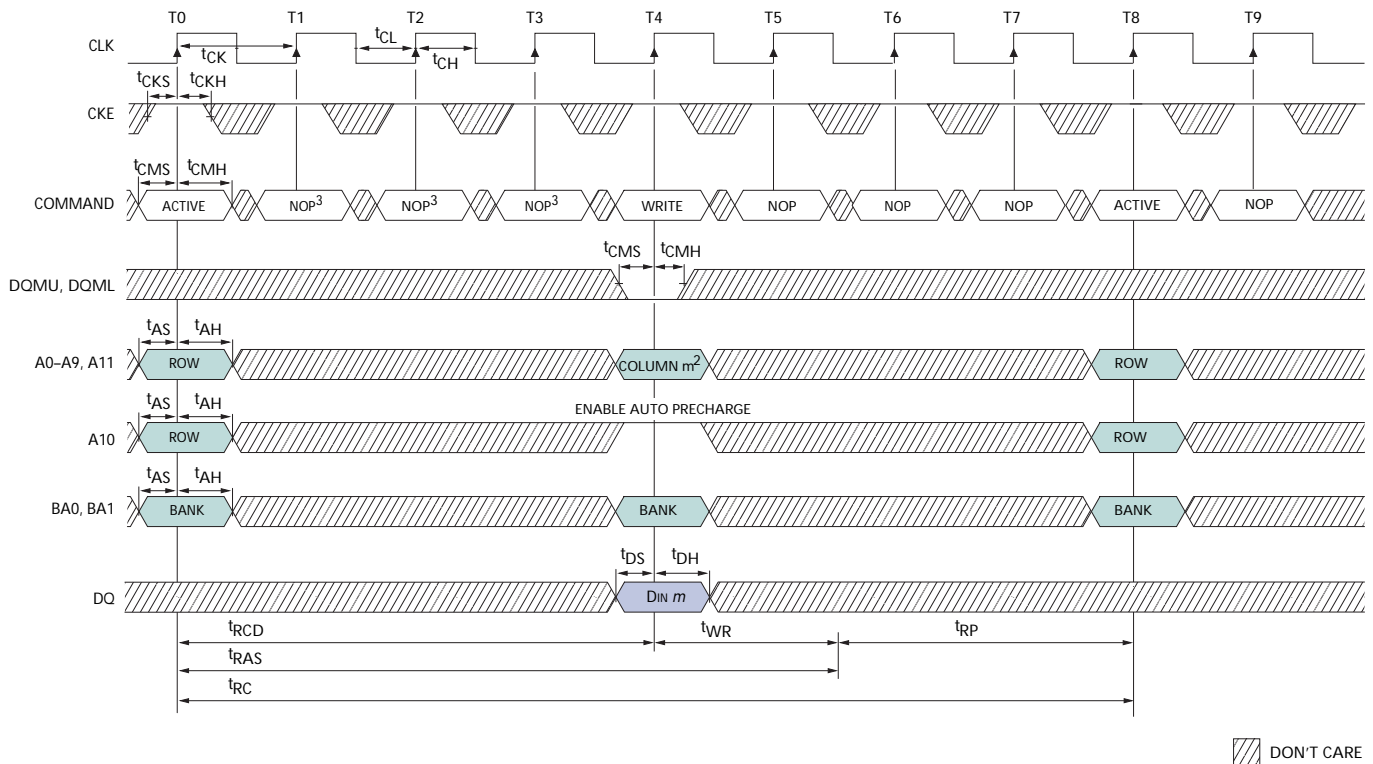 T0 T1 T2 T3 T4 T5 T6 T7 T8 T9
CLK
tCK tCL tCH
tCKS tCKH
CKE
tCMS tCMH
COMMAND ACTIVE NOP3 NOP3 NOP3 WRITE NOP NOP NOP ACTIVE NOP
tCMS tCMH
DQMU, DQML
tAS tAH
A0–A9, A11 ROW COLUMN m2 ROW
tAS tAH ENABLE AUTO PRECHARGE
A10 ROW ROW
tAS tAH
BA0, BA1 BANK BANK BANK
tDS tDH
DQ DIN m
tRCD tWR tRP
tRAS
tRC
DON'T CARE